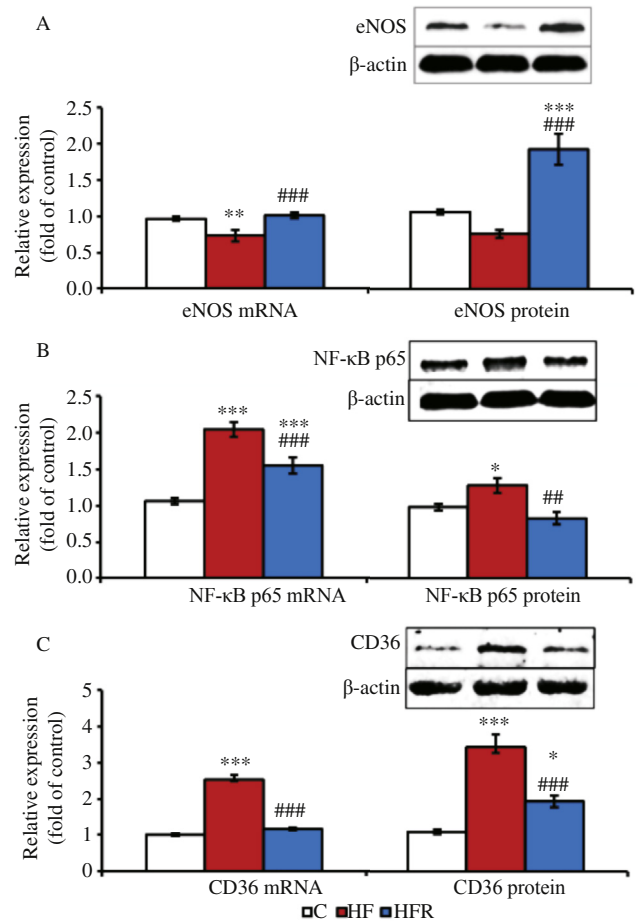 A
eNOS
β-actin
Relative expression
(fold of control)
2.5
2.0
1.5
1.0
0.5
0.0
**
###
***
###
eNOS mRNA
eNOS protein
B
NF-κB p65
β-actin
Relative expression
(fold of control)
2.5
2.0
1.5
1.0
0.5
0.0
***
***
###
*
##
NF-κB p65 mRNA
NF-κB p65 protein
C
CD36
β-actin
Relative expression
(fold of control)
5
4
3
2
1
0
***
###
***
*
###
CD36 mRNA
CD36 protein
C HF HFR